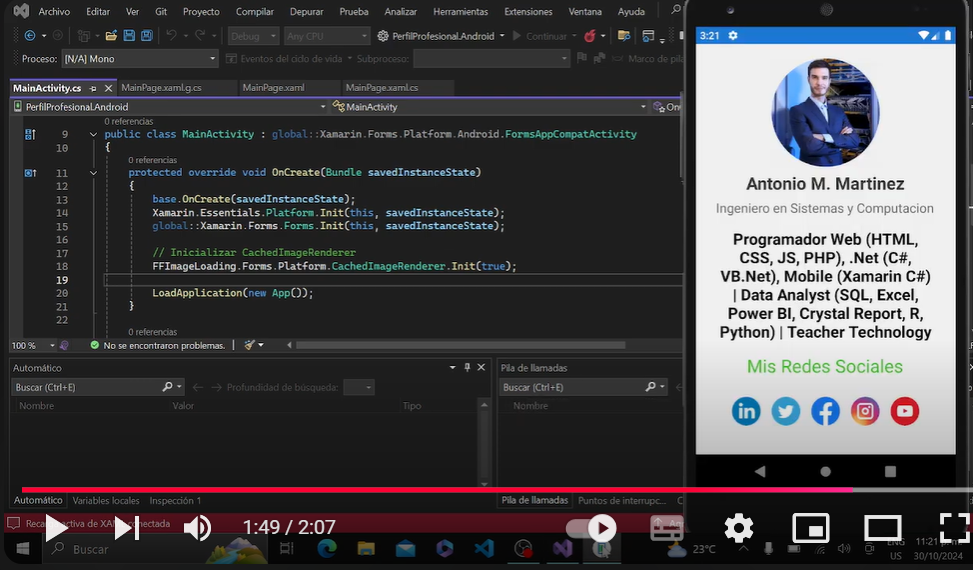 Archivo Editar Ver Git Proyecto Compilar Depurar Prueba Analizar Herramientas Extensiones Ventana Ayuda
Debug Any CPU PerfilProfesional.Android Continuar
Proceso: [N/A] Mono Eventos del ciclo de vida Subproceso: Marco de pila
MainActivity.cs MainPage.xaml.g.cs MainPage.xaml MainPage.xaml.cs
PerfilProfesional.Android MainActivity
0 referencias
9 public class MainActivity : global::Xamarin.Forms.Platform.Android.FormsAppCompatActivity
10 {
0 referencias
11 protected override void OnCreate(Bundle savedInstanceState)
12 {
13 base.OnCreate(savedInstanceState);
14 Xamarin.Essentials.Platform.Init(this, savedInstanceState);
15 global::Xamarin.Forms.Forms.Init(this, savedInstanceState);
16
17 // Inicializar CachedImageRenderer
18 FFImageLoading.Forms.Platform.CachedImageRenderer.Init(true);
19
20 LoadApplication(new App());
21 }
22
0 referencias
100 % No se encontraron problemas.
Automático
Buscar (Ctrl+E) Profundidad de búsqueda:
Nombre Valor Tipo
Pila de llamadas
Buscar (Ctrl+E)
Nombre
Automático Variables locales Inspección 1
Pila de llamadas Puntos de interrupc...
1:49 / 2:07
Buscar
23°C
ENG
US
11:21 p.m.
30/10/2024
3:21
Antonio M. Martinez
Ingeniero en Sistemas y Computacion
Programador Web (HTML,
CSS, JS, PHP), .Net (C#,
VB.Net), Mobile (Xamarin C#)
| Data Analyst (SQL, Excel,
Power BI, Crystal Report, R,
Python) | Teacher Technology
Mis Redes Sociales